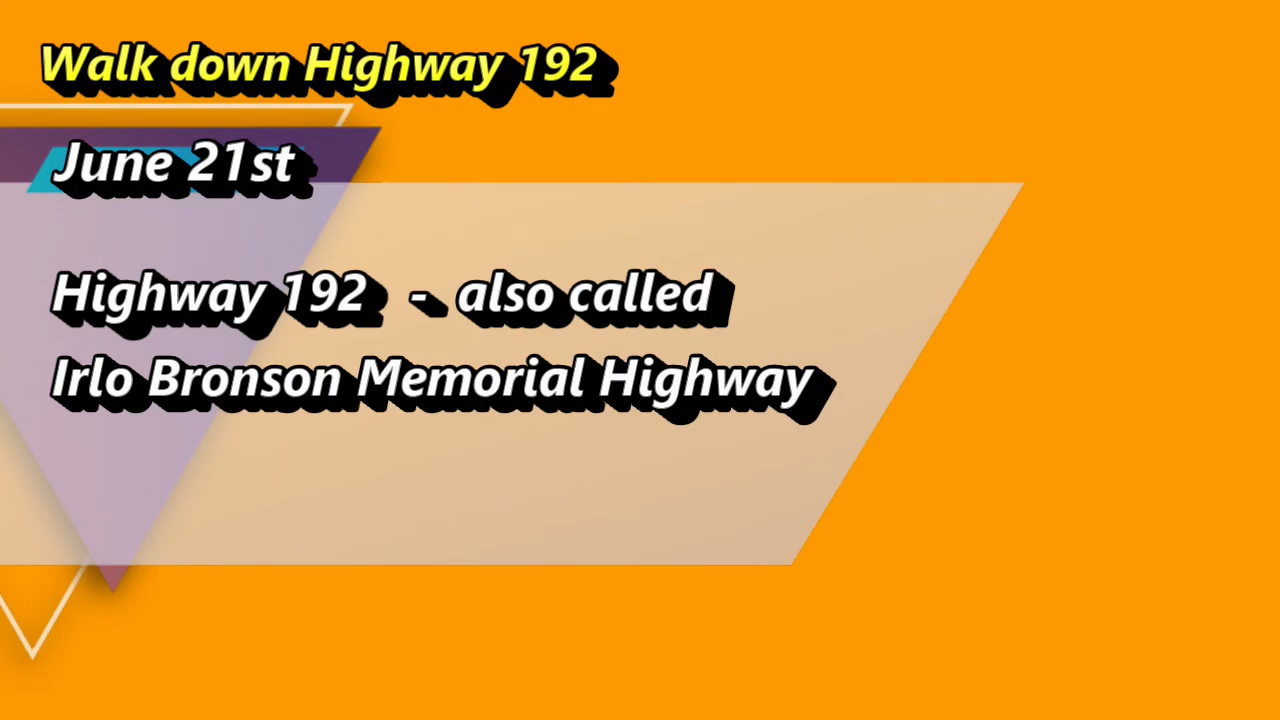 Walk down Highway 192
June 21st
Highway 192 - also called
Irlo Bronson Memorial Highway